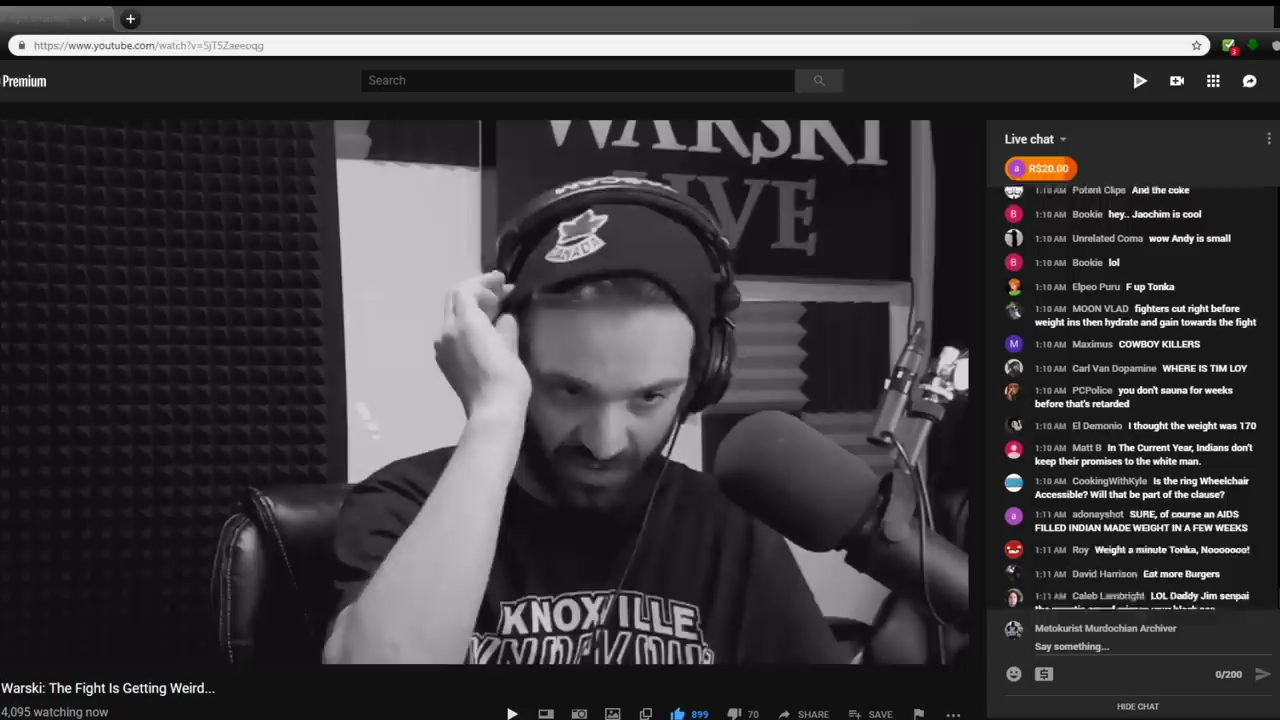 https://www.youtube.com/watch?v=SjT5Zaeeoqg
3
Premium
Search
WARSKI
LIVE
CANADA
KNOXVILLE
Live chat
a R$20.00
1:10 AM Potent Clips And the coke
B 1:10 AM Bookie hey.. Jaochim is cool
1:10 AM Unrelated Coma wow Andy is small
B 1:10 AM Bookie lol
1:10 AM Elpeo Puru F up Tonka
1:10 AM MOON VLAD fighters cut right before
weight ins then hydrate and gain towards the fight
M 1:10 AM Maximus COWBOY KILLERS
1:10 AM Carl Van Dopamine WHERE IS TIM LOY
1:10 AM PCPolice you don't sauna for weeks
before that's retarded
1:10 AM El Demonio I thought the weight was 170
1:10 AM Matt B In The Current Year, Indians don't
keep their promises to the white man.
1:10 AM CookingWithKyle Is the ring Wheelchair
Accessible? Will that be part of the clause?
a 1:11 AM adonayshot SURE, of course an AIDS
FILLED INDIAN MADE WEIGHT IN A FEW WEEKS
1:11 AM Roy Weight a minute Tonka, Nooooooo!
1:11 AM David Harrison Eat more Burgers
1:11 AM Caleb Lambright LOL Daddy Jim senpai
Metokurist Murdochian Archiver
Say something...
0/200
HIDE CHAT
Warski: The Fight Is Getting Weird...
4,095 watching now
899
70
SHARE
SAVE